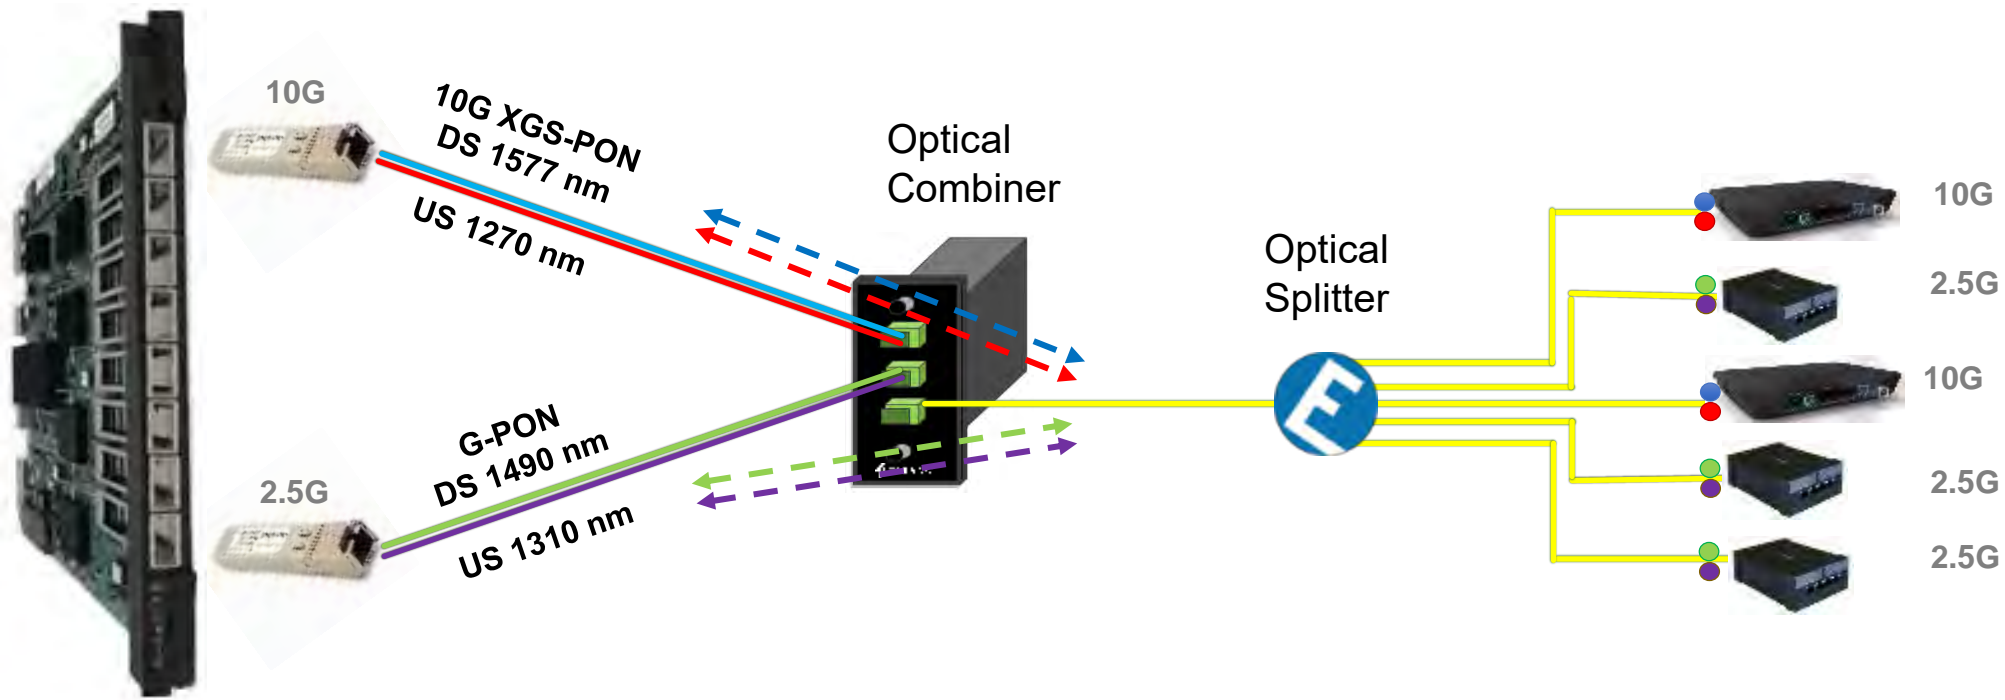 10G
10G XGS-PON
DS 1577 nm
US 1270 nm
Optical
Combiner
Optical
Splitter
10G
2.5G
10G
2.5G
2.5G
G-PON
DS 1490 nm
US 1310 nm
2.5G
E